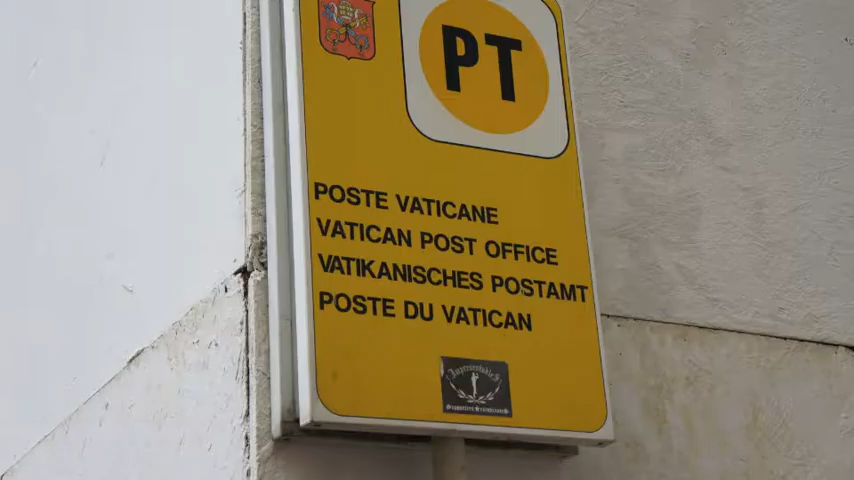 PT
POSTE VATICANE
VATICAN POST OFFICE
VATIKANISCHES POSTAMT
POSTE DU VATICAN